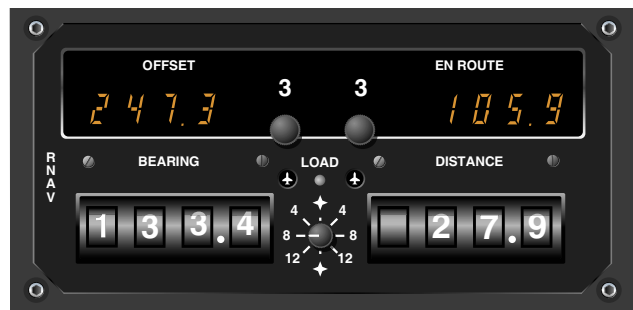 OFFSET EN ROUTE
3 3
247.3 105.9
RNAV
BEARING LOAD DISTANCE
4 4
133.4 8 8 27.9
12 12